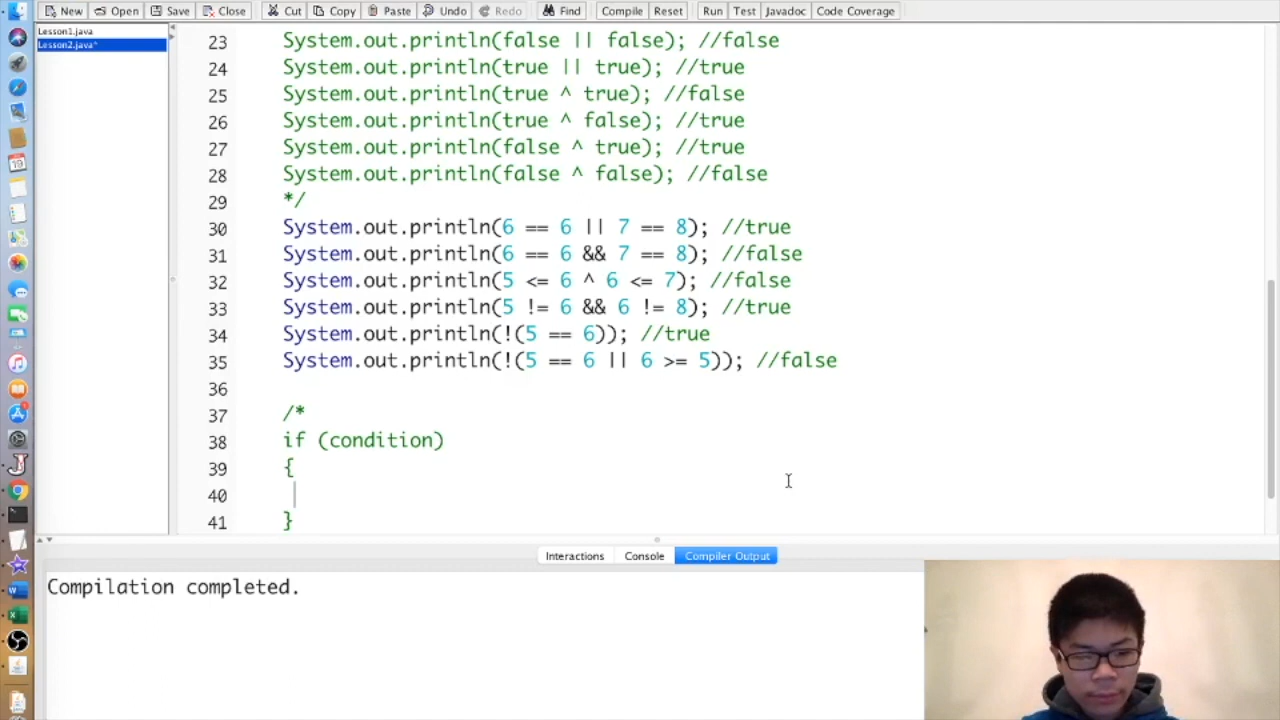 New Open Save Close Cut Copy Paste Undo Redo Find Compile Reset Run Test Javadoc Code Coverage
Lesson1.java
Lesson2.java*
23 System.out.println(false || false); //false
24 System.out.println(true || true); //true
25 System.out.println(true ^ true); //false
26 System.out.println(true ^ false); //true
27 System.out.println(false ^ true); //true
28 System.out.println(false ^ false); //false
29 */
30 System.out.println(6 == 6 || 7 == 8); //true
31 System.out.println(6 == 6 && 7 == 8); //false
32 System.out.println(5 <= 6 ^ 6 <= 7); //false
33 System.out.println(5 != 6 && 6 != 8); //true
34 System.out.println(!(5 == 6)); //true
35 System.out.println(!(5 == 6 || 6 >= 5)); //false
36
37 /*
38 if (condition)
39 {
40
41 }
Interactions Console Compiler Output
Compilation completed.